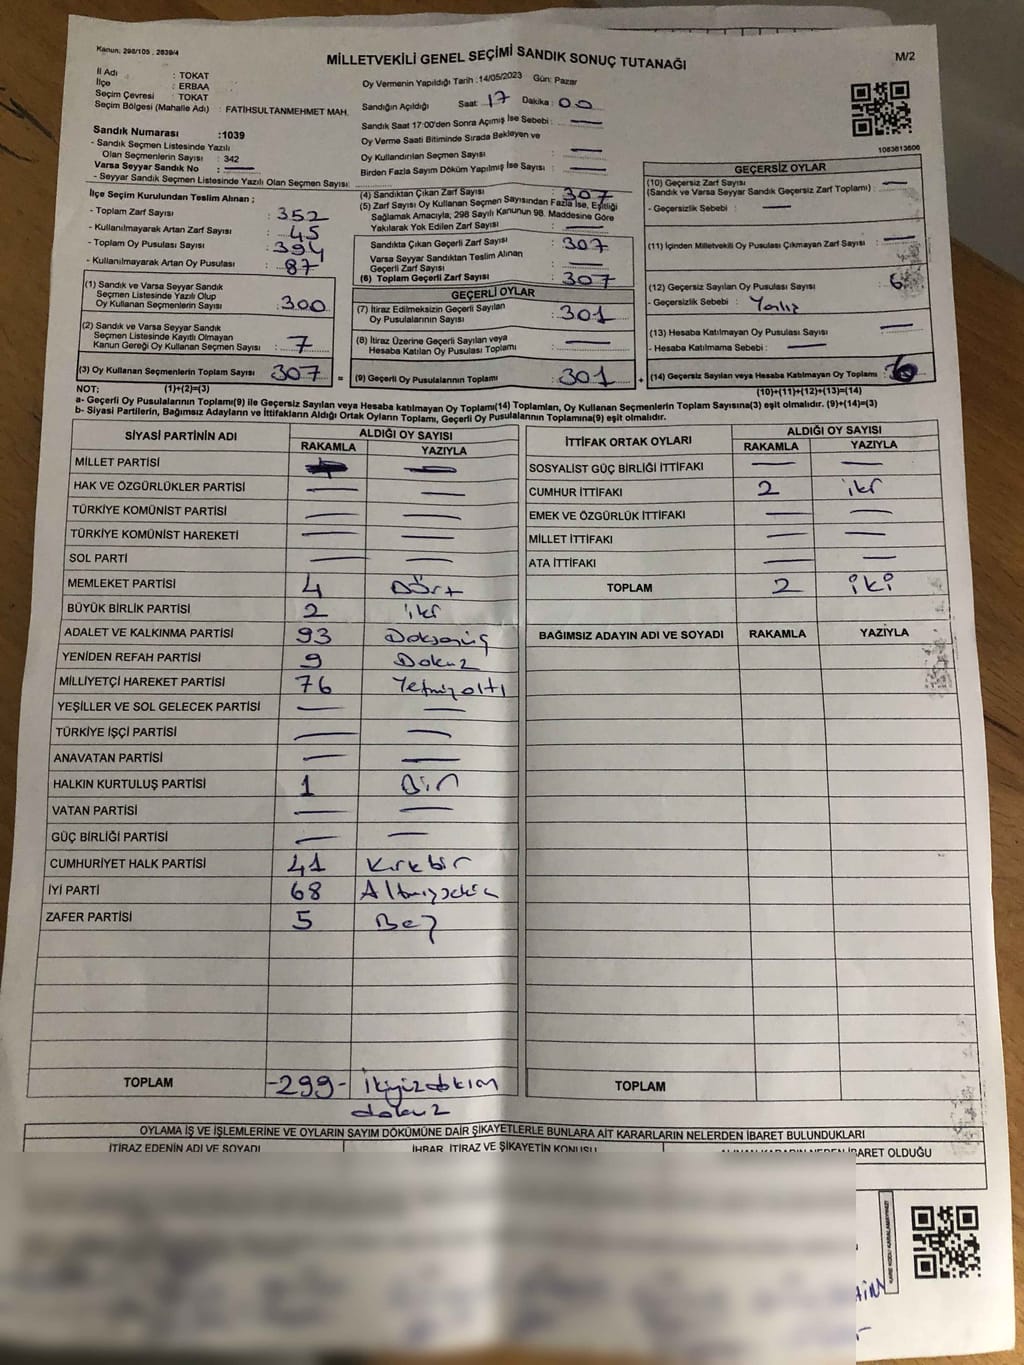 Kanun: 298/105 , 2839/4
MİLLETVEKİLİ GENEL SEÇİMİ SANDIK SONUÇ TUTANAĞI
M/2
İl Adı : TOKAT
İlçe : ERBAA
Seçim Çevresi : TOKAT
Seçim Bölgesi (Mahalle Adı) : FATİHSULTANMEHMET MAH.
Oy Vermenin Yapıldığı Tarih :14/05/2023 Gün: Pazar
Sandığın Açıldığı Saat: 17 Dakika : 00
Sandık Saat 17:00'den Sonra Açımış İse Sebebi : —
Oy Verme Saati Bitiminde Sırada Bekleyen ve
Oy Kullandırılan Seçmen Sayısı : —
Birden Fazla Sayım Döküm Yapılmış İse Sayısı : —
1063613606
Sandık Numarası :1039
- Sandık Seçmen Listesinde Yazılı
Olan Seçmenlerin Sayısı : 342
Varsa Seyyar Sandık No : —
- Seyyar Sandık Seçmen Listesinde Yazılı Olan Seçmen Sayısı:
İlçe Seçim Kurulundan Teslim Alınan ;
- Toplam Zarf Sayısı : 352
- Kullanılmayarak Artan Zarf Sayısı : 45
- Toplam Oy Pusulası Sayısı : 394
- Kullanılmayarak Artan Oy Pusulası : 87
(1) Sandık ve Varsa Seyyar Sandık
Seçmen Listesinde Yazılı Olup
Oy Kullanan Seçmenlerin Sayısı : 300
(2) Sandık ve Varsa Seyyar Sandık
Seçmen Listesinde Kayıtlı Olmayan
Kanun Gereği Oy Kullanan Seçmen Sayısı : 7
(3) Oy Kullanan Seçmenlerin Toplam Sayısı : 307
(4) Sandıktan Çıkan Zarf Sayısı : 307
(5) Zarf Sayısı Oy Kullanan Seçmen Sayısından Fazla İse, Eşitliği
Sağlamak Amacıyla, 298 Sayılı Kanunun 98. Maddesine Göre
Yakılarak Yok Edilen Zarf Sayısı : —
Sandıkta Çıkan Geçerli Zarf Sayısı : 307
Varsa Seyyar Sandıktan Teslim Alınan
Geçerli Zarf Sayısı : —
(6) Toplam Geçerli Zarf Sayısı : 307
GEÇERLİ OYLAR
(7) İtiraz Edilmeksizin Geçerli Sayılan
Oy Pusulalarının Sayısı : 301
(8) İtiraz Üzerine Geçerli Sayılan veya
Hesaba Katılan Oy Pusulası Toplamı : —
= (9) Geçerli Oy Pusulalarının Toplamı : 301
GEÇERSİZ OYLAR
(10) Geçersiz Zarf Sayısı
(Sandık ve Varsa Seyyar Sandık Geçersiz Zarf Toplamı) : —
- Geçersizlik Sebebi : —
(11) İçinden Milletvekili Oy Pusulası Çıkmayan Zarf Sayısı : —
(12) Geçersiz Sayılan Oy Pusulası Sayısı : 6
- Geçersizlik Sebebi :
(13) Hesaba Katılmayan Oy Pusulası Sayısı : —
- Hesaba Katılmama Sebebi : —
+ (14) Geçersiz Sayılan veya Hesaba Katılmayan Oy Toplamı : 6
NOT: (1)+(2)=(3)
(10)+(11)+(12)+(13)=(14)
a- Geçerli Oy Pusulalarının Toplamı(9) ile Geçersiz Sayılan veya Hesaba katılmayan Oy Toplamı(14) Toplamları, Oy Kullanan Seçmenlerin Toplam Sayısına(3) eşit olmalıdır. (9)+(14)=(3)
b- Siyasi Partilerin, Bağımsız Adayların ve İttifakların Aldığı Ortak Oyların Toplamı, Geçerli Oy Pusulalarının Toplamına(9) eşit olmalıdır.
SİYASİ PARTİNİN ADI ALDIĞI OY SAYISI
RAKAMLA YAZIYLA
MİLLET PARTİSİ —
HAK VE ÖZGÜRLÜKLER PARTİSİ — —
TÜRKİYE KOMÜNİST PARTİSİ — —
TÜRKİYE KOMÜNİST HAREKETİ — —
SOL PARTİ — —
MEMLEKET PARTİSİ 4 Dört
BÜYÜK BİRLİK PARTİSİ 2 iki
ADALET VE KALKINMA PARTİSİ 93 Doksanüç
YENİDEN REFAH PARTİSİ 9 Dokuz
MİLLİYETÇİ HAREKET PARTİSİ 76 Yetmişaltı
YEŞİLLER VE SOL GELECEK PARTİSİ — —
TÜRKİYE İŞÇİ PARTİSİ — —
ANAVATAN PARTİSİ — —
HALKIN KURTULUŞ PARTİSİ 1 Bir
VATAN PARTİSİ — —
GÜÇ BİRLİĞİ PARTİSİ — —
CUMHURİYET HALK PARTİSİ 41 Kırkbir
İYİ PARTİ 68 Altmışsekiz
ZAFER PARTİSİ 5 Beş
TOPLAM -299- ikiyüzdoksan
dokuz
İTTİFAK ORTAK OYLARI ALDIĞI OY SAYISI
RAKAMLA YAZIYLA
SOSYALİST GÜÇ BİRLİĞİ İTTİFAKI — —
CUMHUR İTTİFAKI 2 iki
EMEK VE ÖZGÜRLÜK İTTİFAKI — —
MİLLET İTTİFAKI — —
ATA İTTİFAKI — —
TOPLAM 2 iki
BAĞIMSIZ ADAYIN ADI VE SOYADI RAKAMLA YAZIYLA
TOPLAM
OYLAMA İŞ VE İŞLEMLERİNE VE OYLARIN SAYIM DÖKÜMÜNE DAİR ŞİKAYETLERLE BUNLARA AİT KARARLARIN NELERDEN İBARET BULUNDUKLARI
İTİRAZ EDENİN ADI VE SOYADI İHBAR, İTİRAZ VE ŞİKAYETİN KONUSU ALINAN KARARIN NEDEN İBARET OLDUĞU
KARE KODU KARALAMAYINIZ!